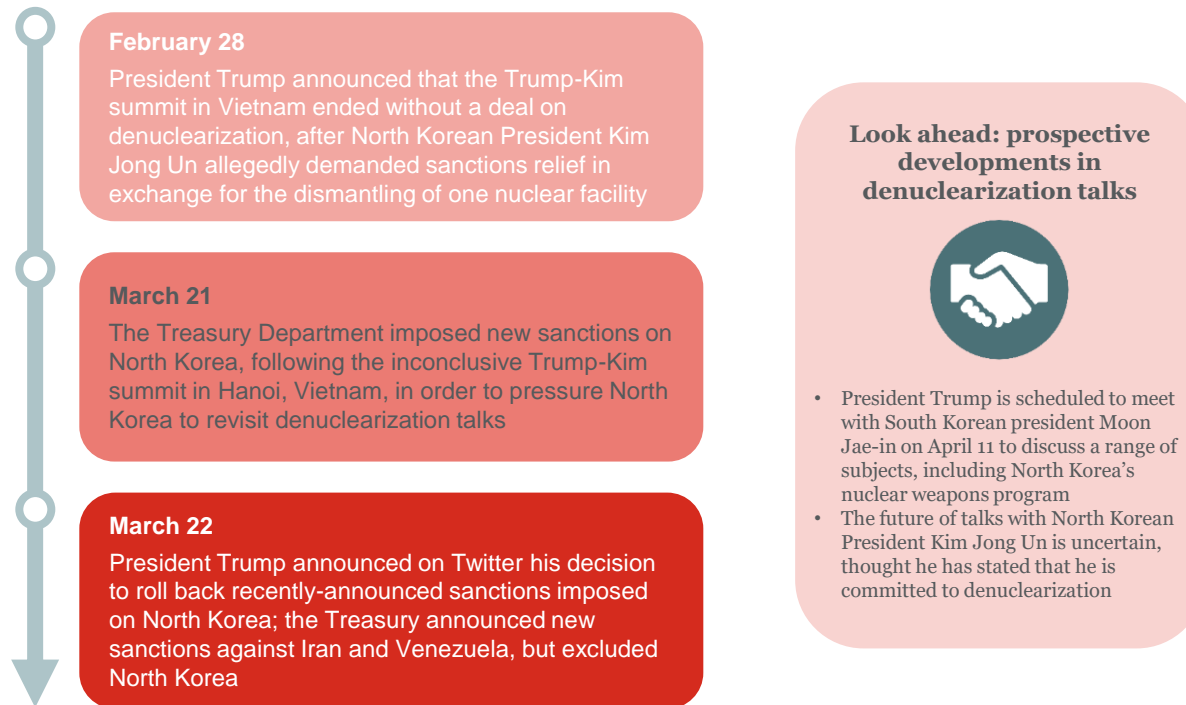 February 28
President Trump announced that the Trump-Kim
summit in Vietnam ended without a deal on
denuclearization, after North Korean President Kim
Jong Un allegedly demanded sanctions relief in
exchange for the dismantling of one nuclear facility
March 21
The Treasury Department imposed new sanctions on
North Korea, following the inconclusive Trump-Kim
summit in Hanoi, Vietnam, in order to pressure North
Korea to revisit denuclearization talks
March 22
President Trump announced on Twitter his decision
to roll back recently-announced sanctions imposed
on North Korea; the Treasury announced new
sanctions against Iran and Venezuela, but excluded
North Korea
Look ahead: prospective
developments in
denuclearization talks
• President Trump is scheduled to meet
with South Korean president Moon
Jae-in on April 11 to discuss a range of
subjects, including North Korea's
nuclear weapons program
• The future of talks with North Korean
President Kim Jong Un is uncertain,
thought he has stated that he is
committed to denuclearization